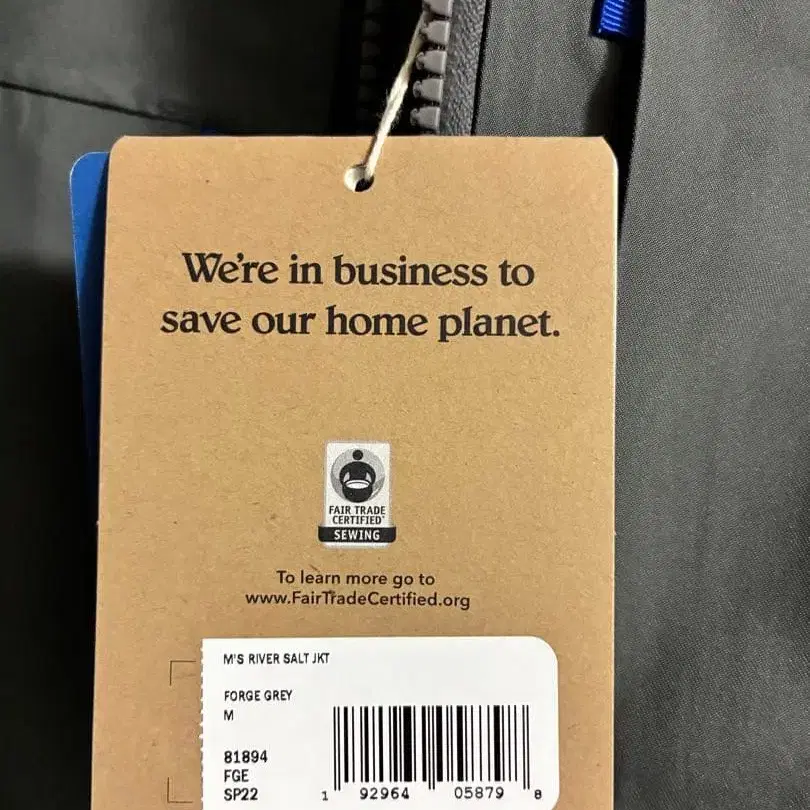 We're in business to
save our home planet.
FAIR TRADE
CERTIFIED
SEWING
To learn more go to
www.FairTradeCertified.org
M'S RIVER SALT JKT
FORGE GREY
M
81894
FGE
SP22
1 92964 05879 8